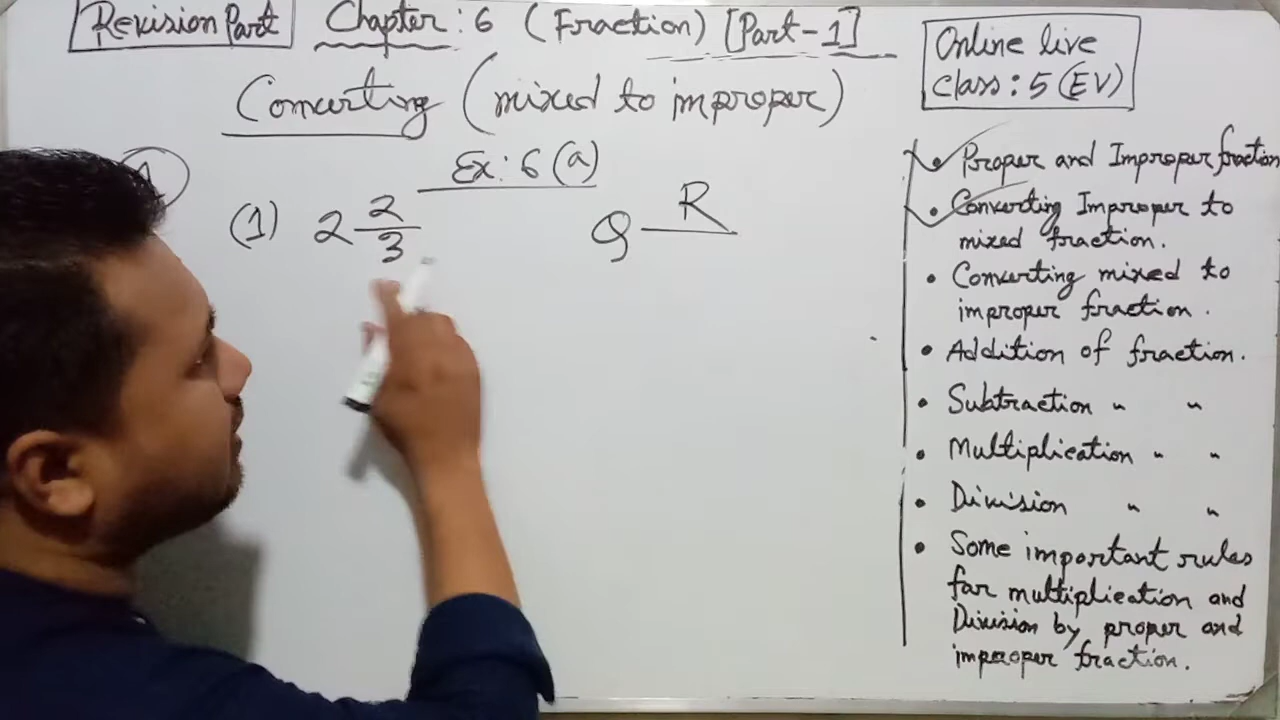 Revision Part
Chapter : 6 (Fraction) [Part-1]
Converting (mixed to improper)
Ex: 6 (a)
(1) 2 2/3
Q R
Online live
class : 5 (EV)
• Proper and Improper fraction
• Converting Improper to
mixed fraction.
• Converting mixed to
improper fraction.
• Addition of fraction.
• Subtraction " "
• Multiplication " "
• Division " "
• Some important rules
for multiplication and
Division by proper and
improper fraction.